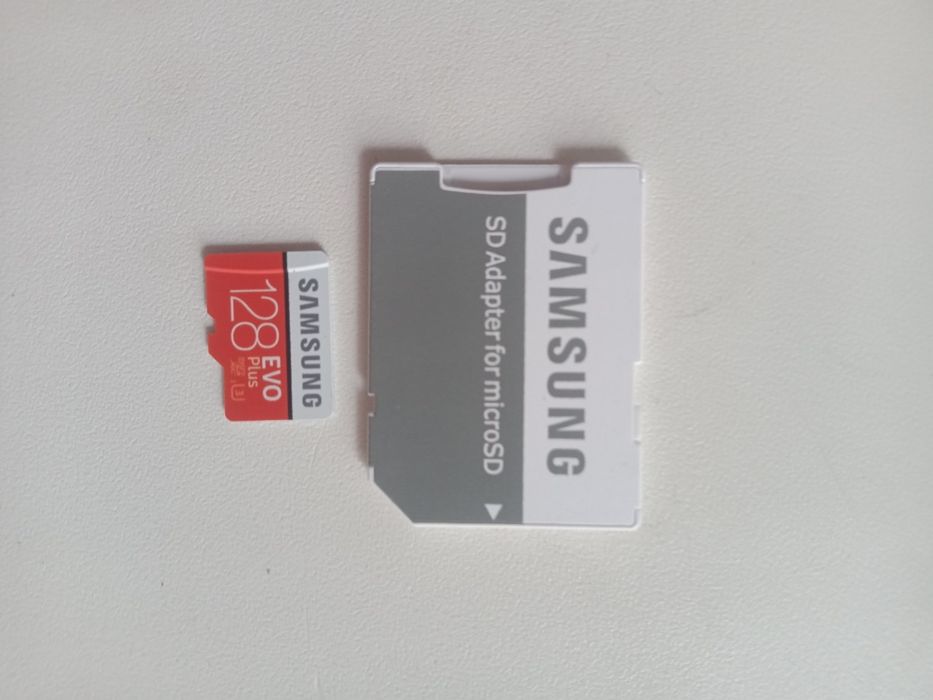 SAMSUNG
EVO
Plus
128
SAMSUNG
SD Adapter for microSD